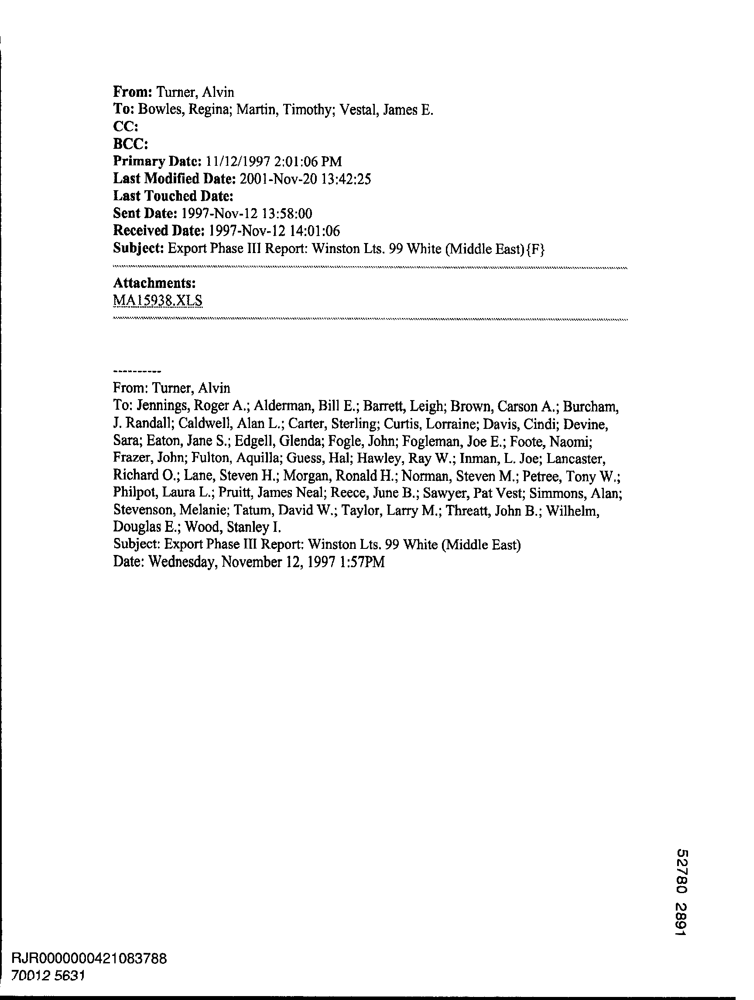 From: Turner, Alvin
To: Bowles, Regina; Martin, Timothy; Vestal, James E.
CC:
BCC:
Primary Date: 11/12/1997 2:01:06 PM
Last Modified Date: 2001-Nov-20 13:42:25
Last Touched Date:
Sent Date: 1997-Nov-12 13:58:00
Received Date: 1997-Nov-12 14:01:06
Subject: Export Phase III Report: Winston Lts. 99 White (Middle East){F}
Attachments:
MA15938.XLS
----------
From: Turner, Alvin
To: Jennings, Roger A.; Alderman, Bill E.; Barrett, Leigh; Brown, Carson A.; Burcham,
J. Randall; Caldwell, Alan L.; Carter, Sterling; Curtis, Lorraine; Davis, Cindi; Devine,
Sara; Eaton, Jane S.; Edgell, Glenda; Fogle, John; Fogleman, Joe E.; Foote, Naomi;
Frazer, John; Fulton, Aquilla; Guess, Hal; Hawley, Ray W.; Inman, L. Joe; Lancaster,
Richard O.; Lane, Steven H.; Morgan, Ronald H.; Norman, Steven M.; Petree, Tony W.;
Philpot, Laura L.; Pruitt, James Neal; Reece, June B.; Sawyer, Pat Vest; Simmons, Alan;
Stevenson, Melanie; Tatum, David W.; Taylor, Larry M.; Threatt, John B.; Wilhelm,
Douglas E.; Wood, Stanley I.
Subject: Export Phase III Report: Winston Lts. 99 White (Middle East)
Date: Wednesday, November 12, 1997 1:57PM
52780 2891
RJR0000000421083788
70012 5631